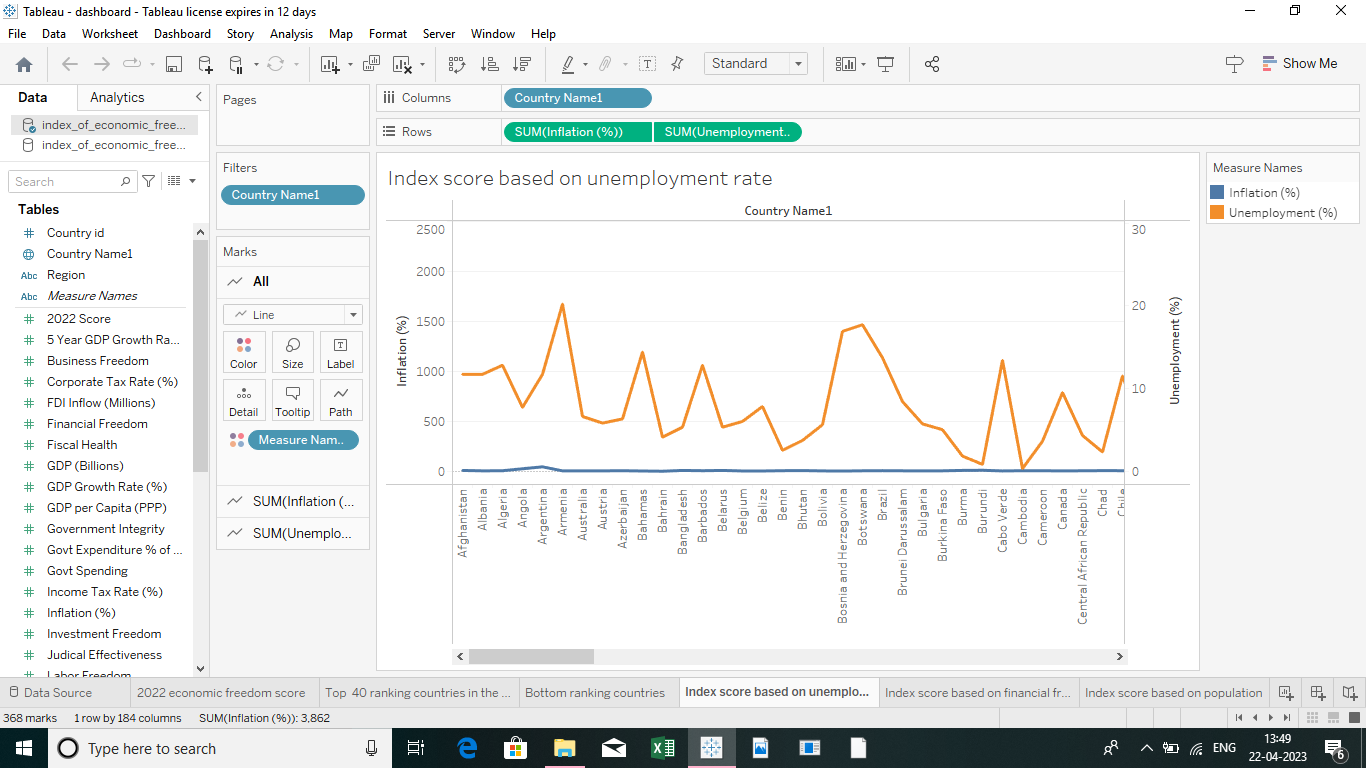 Tableau - dashboard - Tableau license expires in 12 days
File Data Worksheet Dashboard Story Analysis Map Format Server Window Help
Standard
Show Me
Data Analytics
index_of_economic_free...
index_of_economic_free...
Search
Tables
Country id
Country Name1
Abc Region
Abc Measure Names
2022 Score
5 Year GDP Growth Ra...
Business Freedom
Corporate Tax Rate (%)
FDI Inflow (Millions)
Financial Freedom
Fiscal Health
GDP (Billions)
GDP Growth Rate (%)
GDP per Capita (PPP)
Government Integrity
Govt Expenditure % of ...
Govt Spending
Income Tax Rate (%)
Inflation (%)
Investment Freedom
Judical Effectiveness
Labor Freedom
Pages
Filters
Country Name1
Marks
All
Line
Color Size Label
Detail Tooltip Path
Measure Nam..
SUM(Inflation (...
SUM(Unemplo...
Columns Country Name1
Rows SUM(Inflation (%)) SUM(Unemployment..
Index score based on unemployment rate
Country Name1
2500
2000
1500
1000
500
0
Inflation (%)
30
20
10
0
Unemployment (%)
Afghanistan
Albania
Algeria
Angola
Argentina
Armenia
Australia
Austria
Azerbaijan
Bahamas
Bahrain
Bangladesh
Barbados
Belarus
Belgium
Belize
Benin
Bhutan
Bolivia
Bosnia and Herzegovina
Botswana
Brazil
Brunei Darussalam
Bulgaria
Burkina Faso
Burma
Burundi
Cabo Verde
Cambodia
Cameroon
Canada
Central African Republic
Chad
Chile
Measure Names
Inflation (%)
Unemployment (%)
Data Source 2022 economic freedom score Top 40 ranking countries in the ... Bottom ranking countries Index score based on unemplo... Index score based on financial fr... Index score based on population
368 marks 1 row by 184 columns SUM(Inflation (%)): 3,862
Type here to search
ENG
13:49
22-04-2023
6